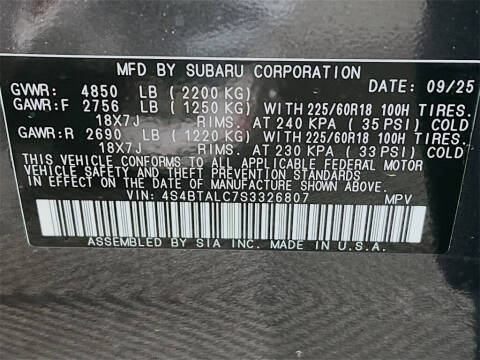 MFD BY SUBARU CORPORATION DATE: 09/25
GVWR: 4850 LB (2200 KG)
GAWR:F 2756 LB (1250 KG) WITH 225/60R18 100H TIRES,
18X7J RIMS, AT 240 KPA (35 PSI) COLD
GAWR:R 2690 LB (1220 KG) WITH 225/60R18 100H TIRES,
18X7J RIMS, AT 230 KPA (33 PSI) COLD
THIS VEHICLE CONFORMS TO ALL APPLICABLE FEDERAL MOTOR
VEHICLE SAFETY AND THEFT PREVENTION STANDARDS
IN EFFECT ON THE DATE OF MANUFACTURE SHOWN ABOVE.
VIN: 4S4BTALC7S3326807 MPV
ASSEMBLED BY SIA INC. MADE IN U.S.A.